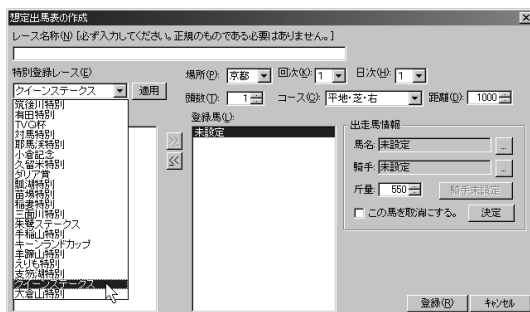 想定出馬表の作成
レース名称(N) [必ず入力してください。正規のものである必要はありません。]
特別登録レース(E)
クイーンステークス 適用
場所(P): 京都 回次(K): 1 日次(H): 1
頭数(T): 1 コース(C): 平地・芝・右 距離(D): 1000
登録馬(L):
未設定
筑後川特別
有田特別
TVQ杯
対馬特別
耶馬渓特別
小倉記念
久留米特別
ダリア賞
瓢湖特別
苗場特別
稲妻特別
三面川特別
朱鷺ステークス
手稲山特別
キーンランドカップ
羊蹄山特別
えりも特別
支笏湖特別
クイーンステークス
大倉山特別
>>
<<
出走馬情報
馬名: 未設定 ...
騎手: 未設定 ...
斤量: 550 騎手未設定
この馬を取消にする。 決定
登録(R) キャンセル